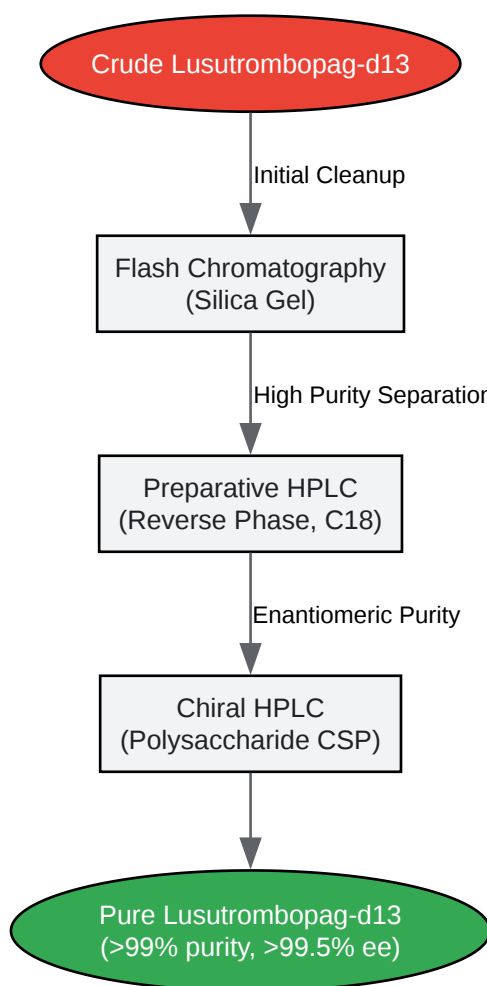 Crude Lusutrombopag-d13
Initial Cleanup
Flash Chromatography
(Silica Gel)
High Purity Separation
Preparative HPLC
(Reverse Phase, C18)
Enantiomeric Purity
Chiral HPLC
(Polysaccharide CSP)
Pure Lusutrombopag-d13
(>99% purity, >99.5% ee)